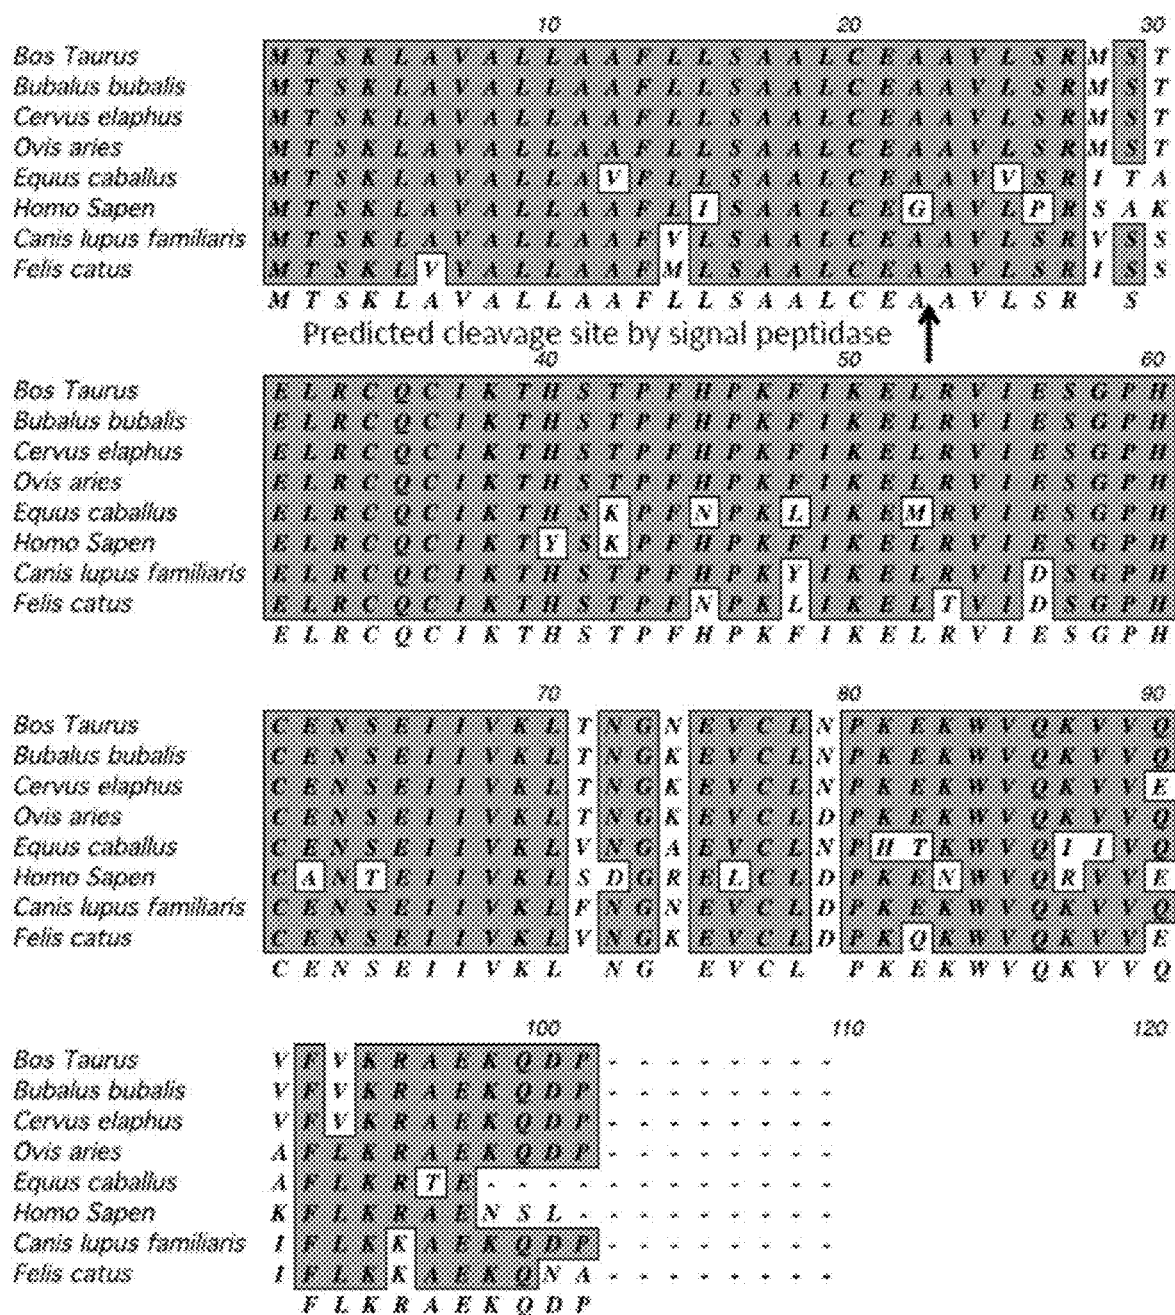 10 20 30
Bos Taurus M T S K L A V A L L A A F L L S A A L C E A A V L S R M S T
Bubalus bubalis M T S K L A V A L L A A F L L S A A L C E A A V L S R M S T
Cervus elaphus M T S K L A V A L L A A F L L S A A L C E A A V L S R M S T
Ovis aries M T S K L A V A L L A A F L L S A A L C E A A V L S R M S T
Equus caballus M T S K L A V A L L A V F L L S A A L C E A A V V S R I T A
Homo Sapen M T S K L A V A L L A A F L I S A A L C E G A V L P R S A K
Canis lupus familiaris M T S K L A V A L L A A F V L S A A L C E A A V L S R V S S
Felis catus M T S K L V V A L L A A F M L S A A L C E A A V L S R I S S
M T S K L A V A L L A A F L L S A A L C E A A V L S R S
Predicted cleavage site by signal peptidase
40 50 60
Bos Taurus E L R C Q C I K T H S T P F H P K F I K E L R V I E S G P H
Bubalus bubalis E L R C Q C I K T H S T P F H P K F I K E L R V I E S G P H
Cervus elaphus E L R C Q C I K T H S T P F H P K F I K E L R V I E S G P H
Ovis aries E L R C Q C I K T H S T P F H P K F I K E L R V I E S G P H
Equus caballus E L R C Q C I K T H S K P F N P K L I K E M R V I E S G P H
Homo Sapen E L R C Q C I K T Y S K P F H P K F I K E L R V I E S G P H
Canis lupus familiaris E L R C Q C I K T H S T P F H P K Y I K E L R V I D S G P H
Felis catus E L R C Q C I K T H S T P F N P K L I K E L T V I D S G P H
E L R C Q C I K T H S T P F H P K F I K E L R V I E S G P H
70 80 90
Bos Taurus C E N S E I I V K L T N G N E V C L N P K E K W V Q K V V Q
Bubalus bubalis C E N S E I I V K L T N G K E V C L N P K E K W V Q K V V Q
Cervus elaphus C E N S E I I V K L T N G K E V C L N P K E K W V Q K V V E
Ovis aries C E N S E I I V K L T N G K E V C L D P K E K W V Q K V V Q
Equus caballus C E N S E I I V K L V N G A E V C L N P H T K W V Q I I V Q
Homo Sapen C A N T E I I V K L S D G R E L C L D P K E N W V Q R V V E
Canis lupus familiaris C E N S E I I V K L F N G N E V C L D P K E K W V Q K V V Q
Felis catus C E N S E I I V K L V N G K E V C L D P K Q K W V Q K V V E
C E N S E I I V K L N G E V C L P K E K W V Q K V V Q
100 110 120
Bos Taurus V F V K R A E K Q D P - - - - - - - -
Bubalus bubalis V F V K R A E K Q D P - - - - - - - -
Cervus elaphus V F V K R A E K Q D P - - - - - - - -
Ovis aries A F L K R A E K Q D P - - - - - - - -
Equus caballus A F L K R T E - - - - - - - - - - - -
Homo Sapen K F L K R A E N S L - - - - - - - - -
Canis lupus familiaris I F L K K A E K Q D P - - - - - - - -
Felis catus I F L K K A E K Q N A - - - - - - - -
F L K R A E K Q D P